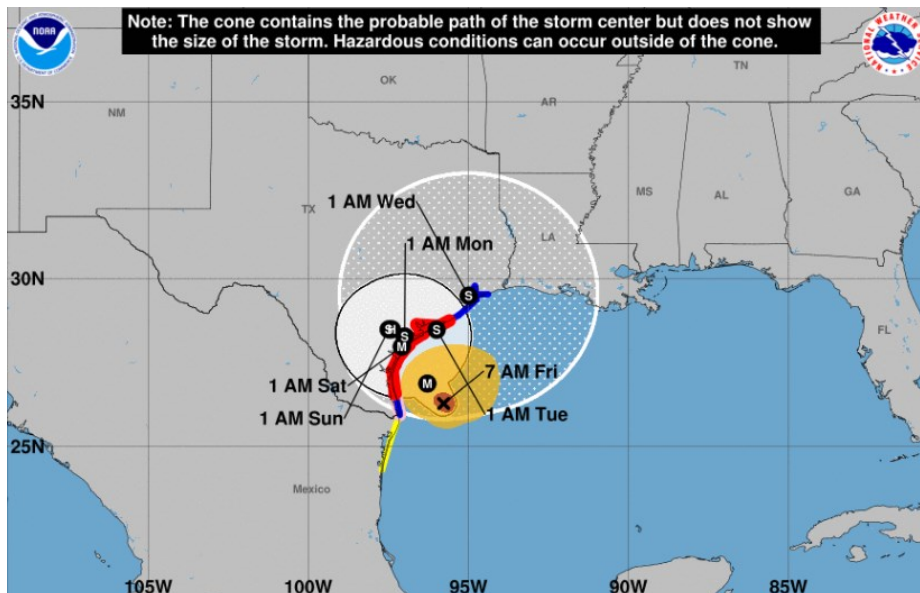 Note: The cone contains the probable path of the storm center but does not show
the size of the storm. Hazardous conditions can occur outside of the cone.
NOAA
TN
OK
35N
NM
AR
MS
AL
GA
1 AM Wed
TX
LA
1 AM Mon
30N
S
FL
SH
S
S
M
1 AM Sat
M
7 AM Fri
1 AM Sun
1 AM Tue
25N
Mexico
105W
100W
95W
90W
85W